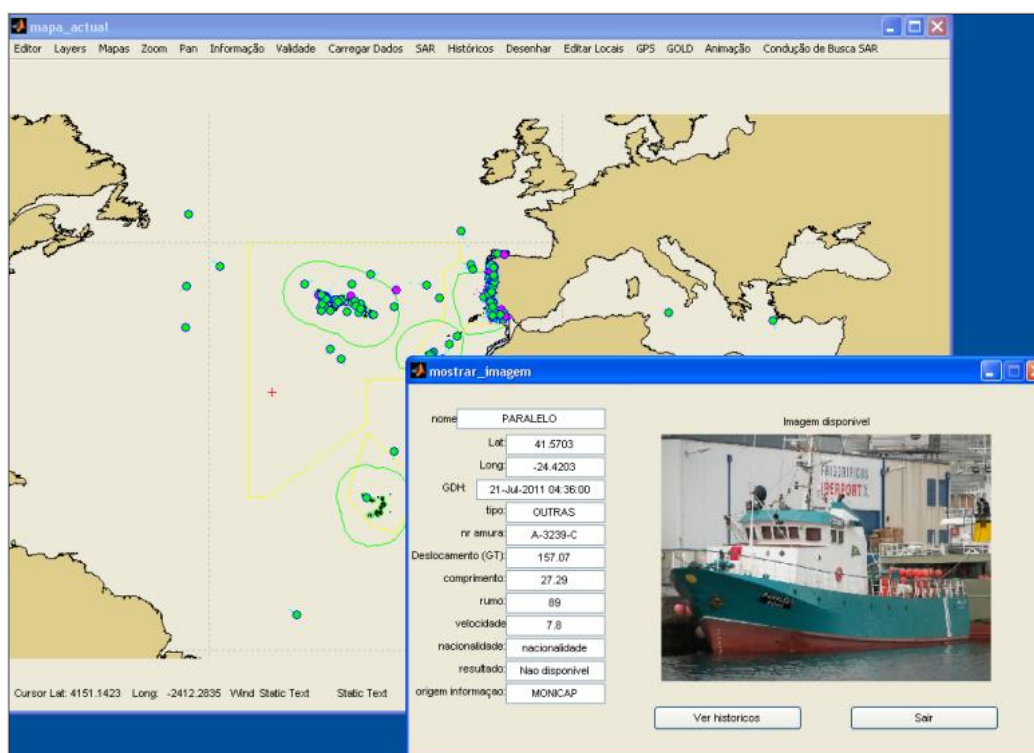 mapa_actual
Editor Layers Mapas Zoom Pan Informação Validade Carregar Dados SAR Históricos Desenhar Editar Locais GPS GOLD Animação Condução de Busca SAR
mostrar_imagem
nome PARALELO
Lat: 41.5703
Long: -24.4203
GDH: 21-Jul-2011 04:36:00
tipo: OUTRAS
nr amura: A-3239-C
Deslocamento (GT): 157.07
comprimento: 27.29
rumo: 89
velocidade 7.8
nacionalidade: nacionalidade
resultado: Nao disponivel
origem informaçao: MONICAP
Imagem disponivel
FRIGORIFICOS
IBERPORT
Ver historicos
Sair
Cursor Lat: 4151.1423 Long: -2412.2835 Wind Static Text Static Text